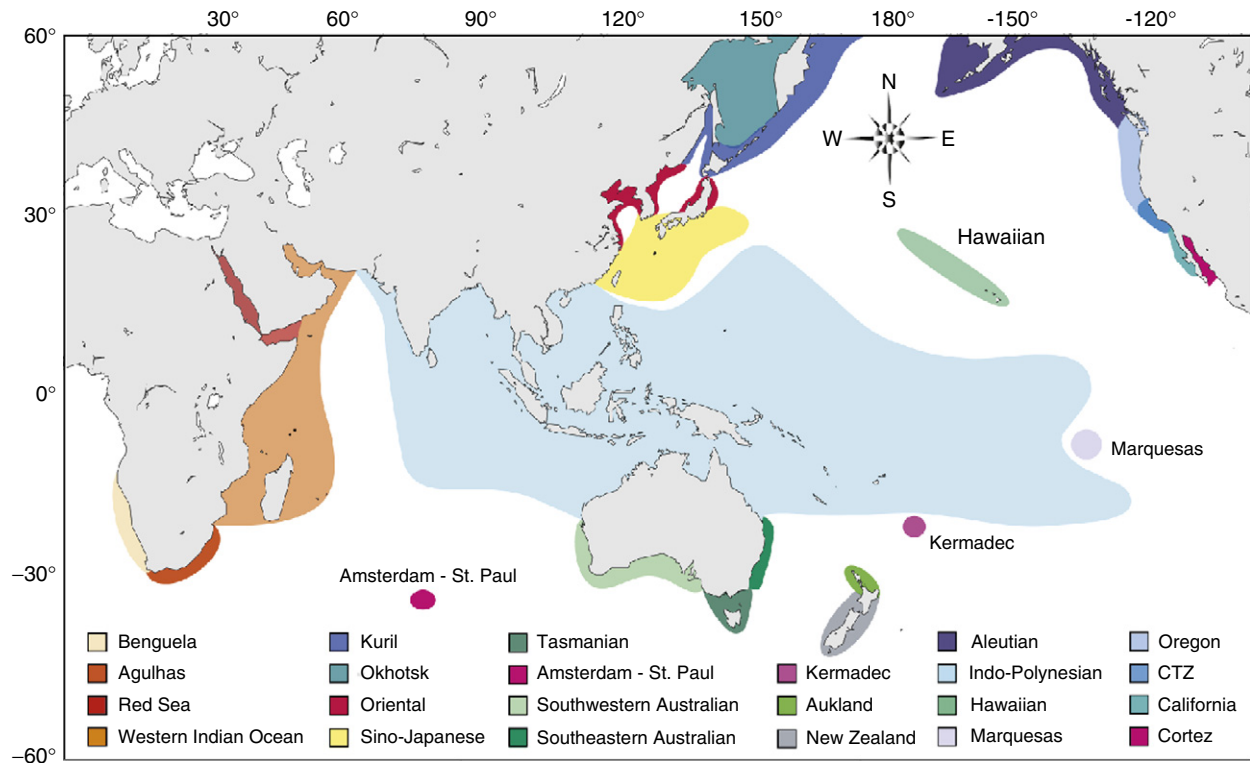 30° 60° 90° 120° 150° 180° -150° -120°
60°
N
W E
S
30°
Hawaiian
0°
Marquesas
Kermadec
−30°
Amsterdam - St. Paul
Benguela Kuril Tasmanian Aleutian Oregon
Agulhas Okhotsk Amsterdam - St. Paul Kermadec Indo-Polynesian CTZ
Red Sea Oriental Southwestern Australian Aukland Hawaiian California
Western Indian Ocean Sino-Japanese Southeastern Australian New Zealand Marquesas Cortez
−60°